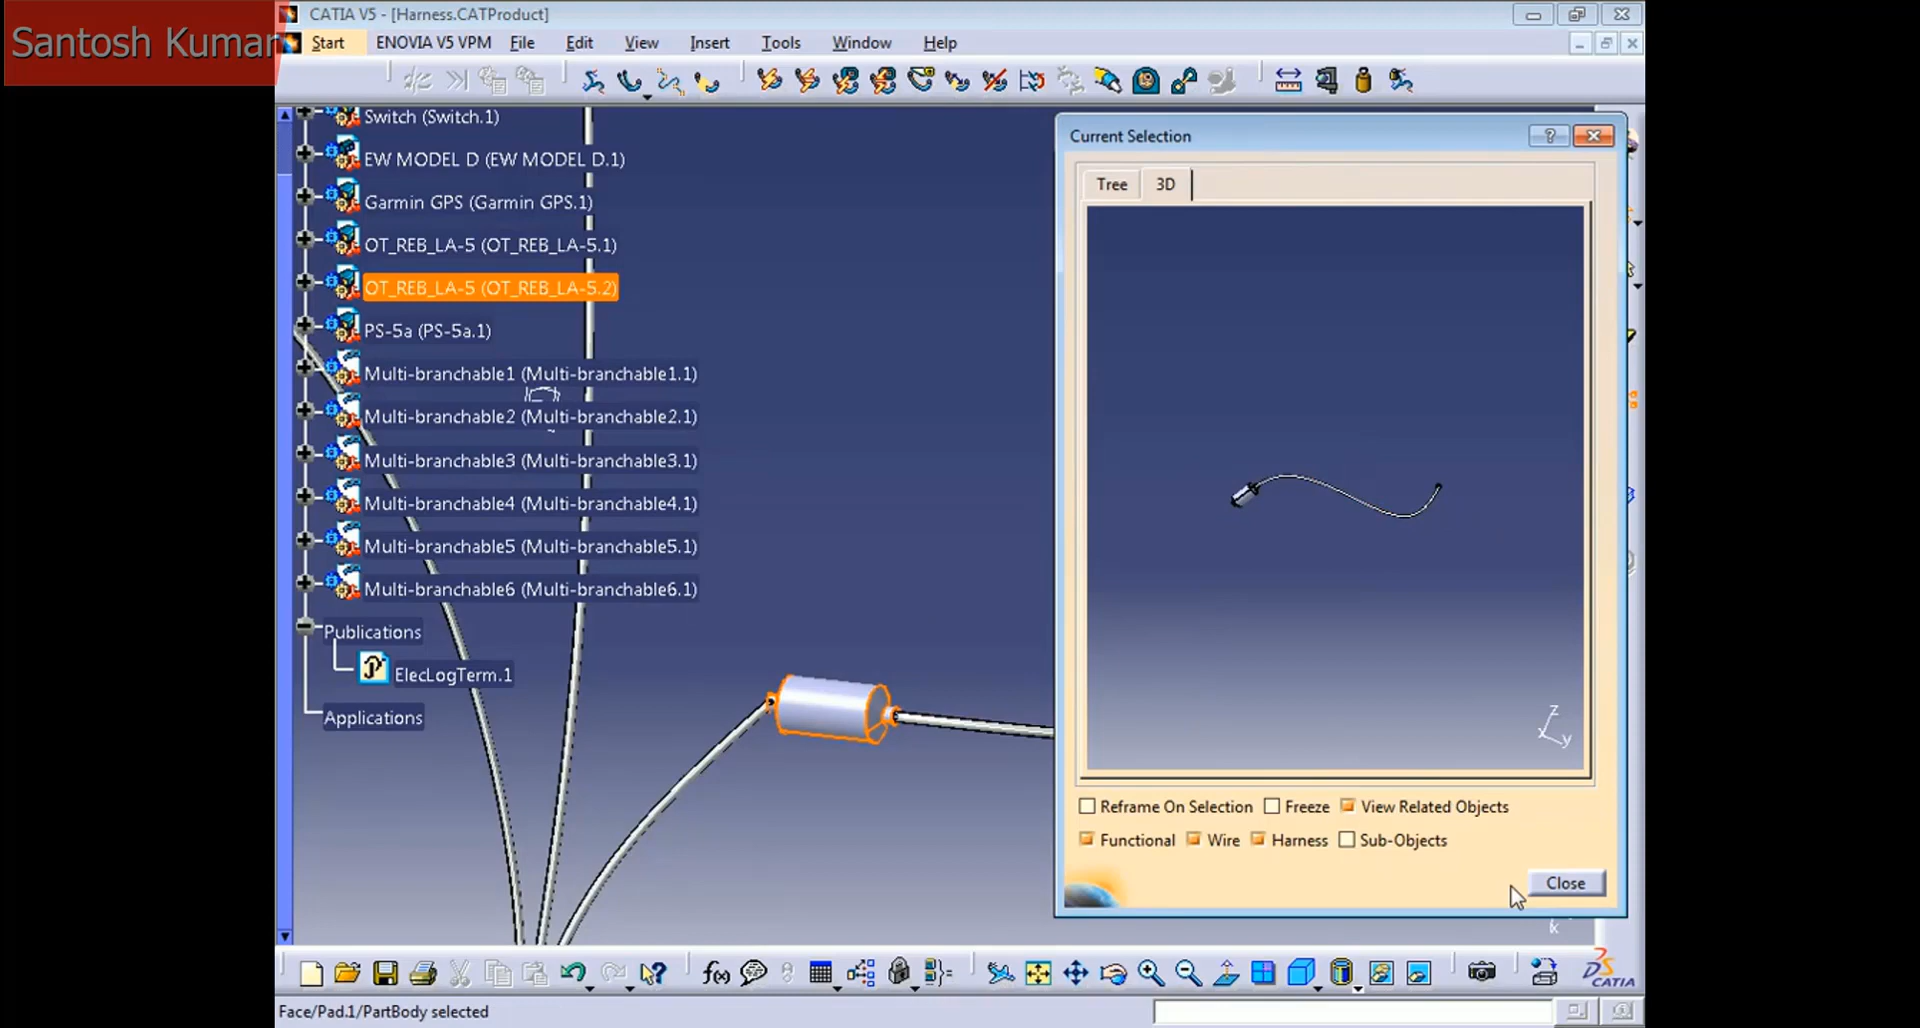 Santosh Kumar
CATIA V5 - [Harness.CATProduct]
Start ENOVIA V5 VPM File Edit View Insert Tools Window Help
Switch (Switch.1)
EW MODEL D (EW MODEL D.1)
Garmin GPS (Garmin GPS.1)
OT_REB_LA-5 (OT_REB_LA-5.1)
OT_REB_LA-5 (OT_REB_LA-5.2)
PS-5a (PS-5a.1)
Multi-branchable1 (Multi-branchable1.1)
Multi-branchable2 (Multi-branchable2.1)
Multi-branchable3 (Multi-branchable3.1)
Multi-branchable4 (Multi-branchable4.1)
Multi-branchable5 (Multi-branchable5.1)
Multi-branchable6 (Multi-branchable6.1)
Publications
ElecLogTerm.1
Applications
Current Selection
Tree 3D
z
x y
Reframe On Selection Freeze View Related Objects
Functional Wire Harness Sub-Objects
Close
f(x)
CATIA
Face/Pad.1/PartBody selected